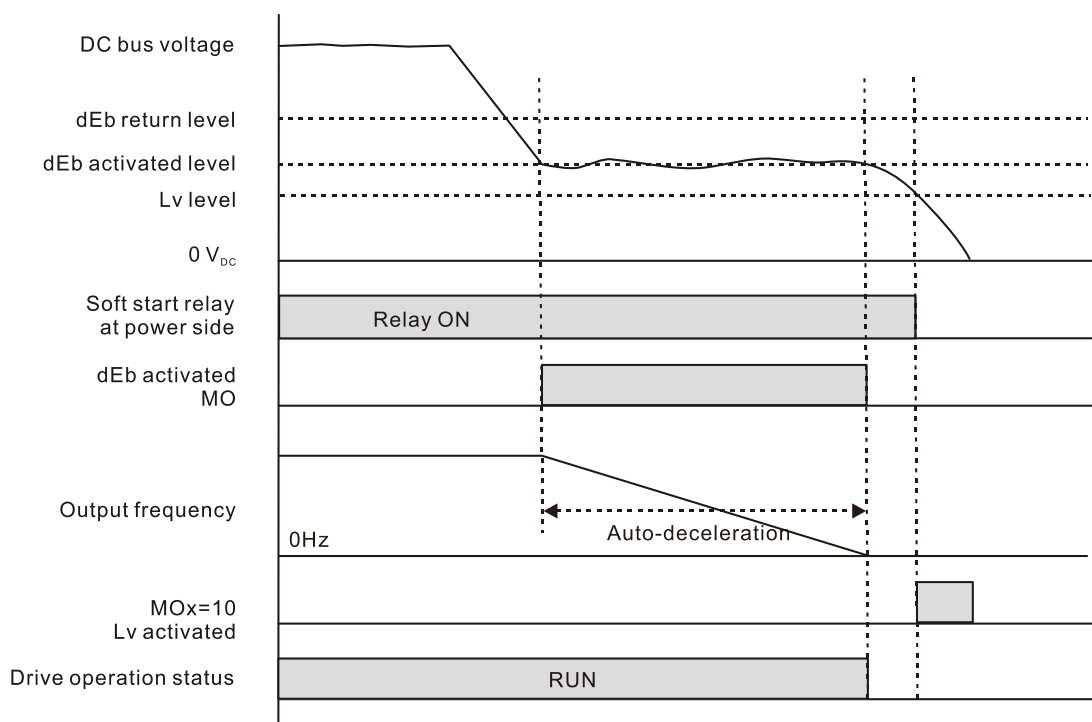 DC bus voltage
dEb return level
dEb activated level
Lv level
0 VDC
Soft start relay
at power side
Relay ON
dEb activated
MO
Output frequency
Auto-deceleration
0Hz
MOx=10
Lv activated
Drive operation status
RUN